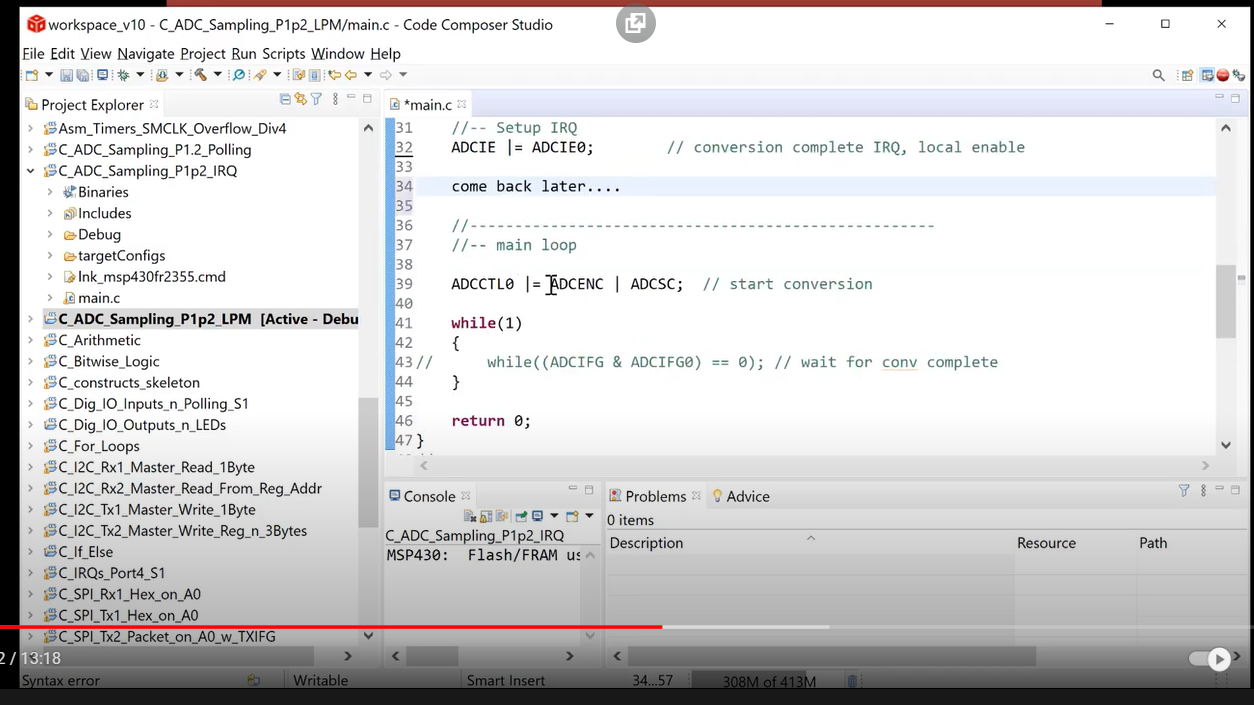 workspace_v10 - C_ADC_Sampling_P1p2_LPM/main.c - Code Composer Studio
File Edit View Navigate Project Run Scripts Window Help
Project Explorer
Asm_Timers_SMCLK_Overflow_Div4
C_ADC_Sampling_P1.2_Polling
C_ADC_Sampling_P1p2_IRQ
Binaries
Includes
Debug
targetConfigs
lnk_msp430fr2355.cmd
main.c
C_ADC_Sampling_P1p2_LPM [Active - Debu
C_Arithmetic
C_Bitwise_Logic
C_constructs_skeleton
C_Dig_IO_Inputs_n_Polling_S1
C_Dig_IO_Outputs_n_LEDs
C_For_Loops
C_I2C_Rx1_Master_Read_1Byte
C_I2C_Rx2_Master_Read_From_Reg_Addr
C_I2C_Tx1_Master_Write_1Byte
C_I2C_Tx2_Master_Write_Reg_n_3Bytes
C_If_Else
C_IRQs_Port4_S1
C_SPI_Rx1_Hex_on_A0
C_SPI_Tx1_Hex_on_A0
C_SPI_Tx2_Packet_on_A0_w_TXIFG
*main.c
31 //-- Setup IRQ
32 ADCIE |= ADCIE0; // conversion complete IRQ, local enable
33
34 come back later....
35
36 //----------------------------------------------------
37 //-- main loop
38
39 ADCCTL0 |= ADCENC | ADCSC; // start conversion
40
41 while(1)
42 {
43 // while((ADCIFG & ADCIFG0) == 0); // wait for conv complete
44 }
45
46 return 0;
47 }
Console
C_ADC_Sampling_P1p2_IRQ
MSP430: Flash/FRAM us
Problems Advice
0 items
Description Resource Path
2 / 13:18
Syntax error Writable Smart Insert 34...57 308M of 413M